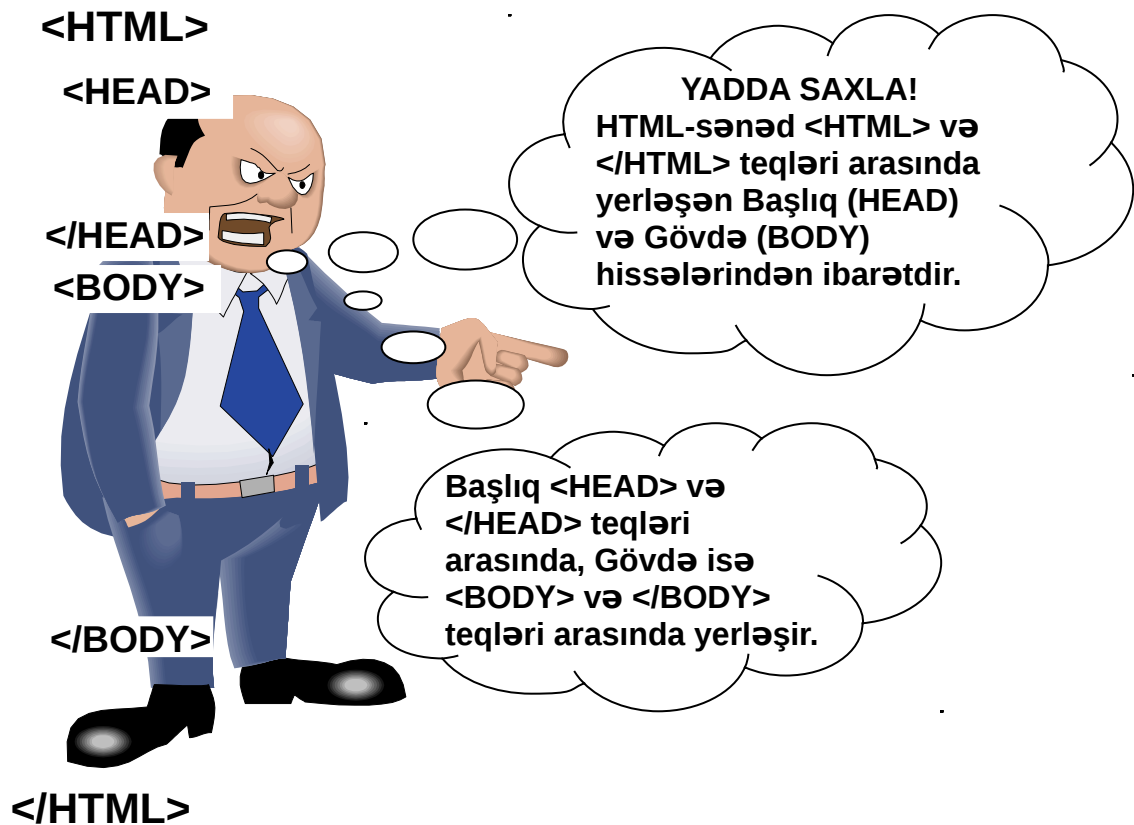 <HTML>
<HEAD>
</HEAD>
<BODY>
</BODY>
</HTML>
YADDA SAXLA!
HTML-sənəd <HTML> və
</HTML> teqləri arasında
yerləşən Başlıq (HEAD)
və Gövdə (BODY)
hissələrindən ibarətdir.
Başlıq <HEAD> və
</HEAD> teqləri
arasında, Gövdə isə
<BODY> və </BODY>
teqləri arasında yerləşir.